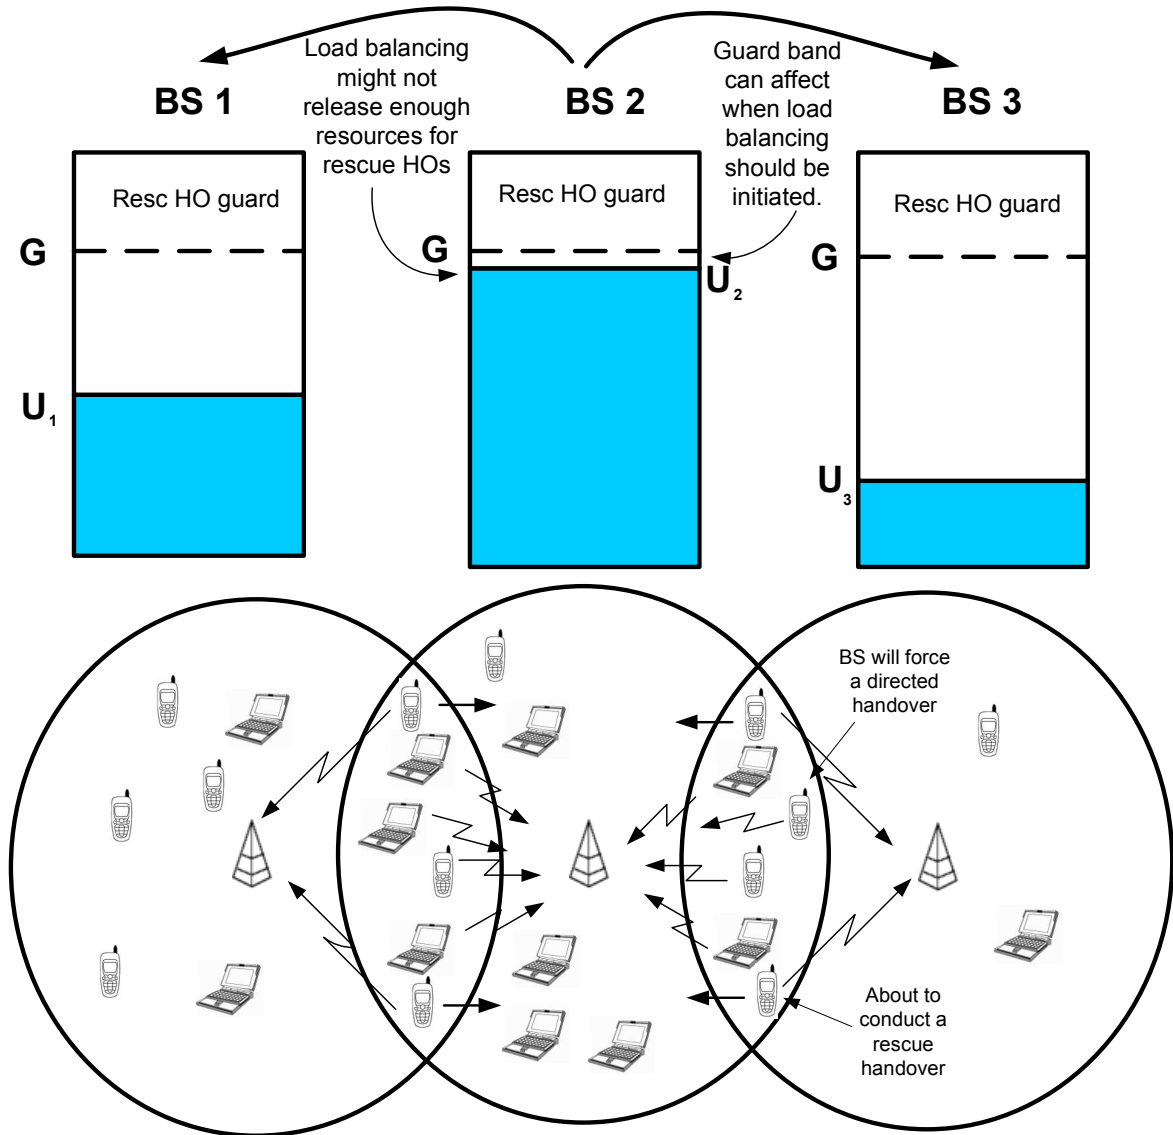 Load balancing
might not
release enough
resources for
rescue HOs
Guard band
can affect
when load
balancing
should be
initiated.
BS 1
BS 2
BS 3
Resc HO guard
Resc HO guard
Resc HO guard
G
G
G
U1
U2
U3
BS will force
a directed
handover
About to
conduct a
rescue
handover